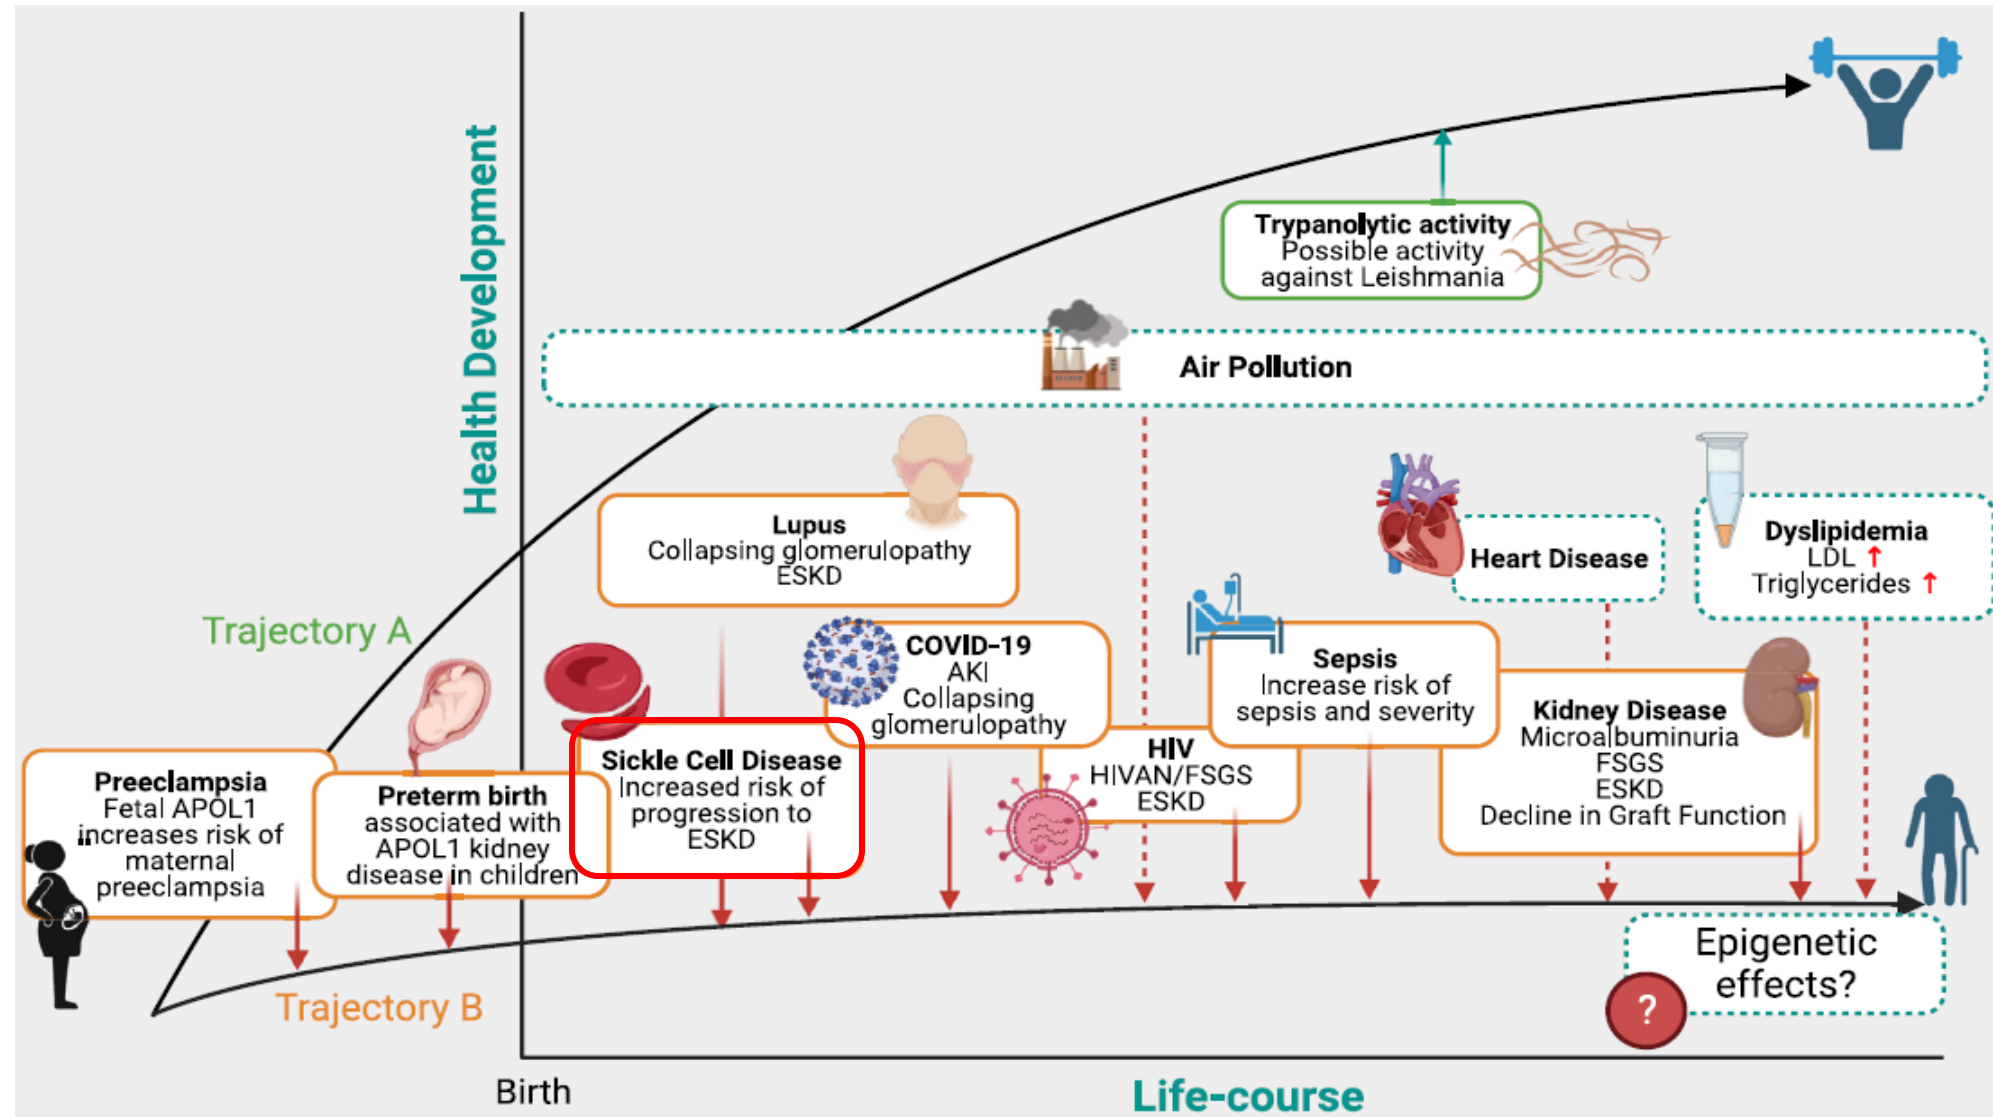 Health Development
Trypanolytic activity
Possible activity
against Leishmania
Air Pollution
Lupus
Collapsing glomerulopathy
ESKD
Heart Disease
Dyslipidemia
LDL ↑
Triglycerides ↑
Trajectory A
COVID-19
AKI
Collapsing
glomerulopathy
Sepsis
Increase risk of
sepsis and severity
Kidney Disease
Microalbuminuria
FSGS
ESKD
Decline in Graft Function
HIV
HIVAN/FSGS
ESKD
Sickle Cell Disease
Increased risk of
progression to
ESKD
Preeclampsia
Fetal APOL1
increases risk of
maternal
preeclampsia
Preterm birth
associated with
APOL1 kidney
disease in children
Trajectory B
Epigenetic
effects?
?
Birth
Life-course